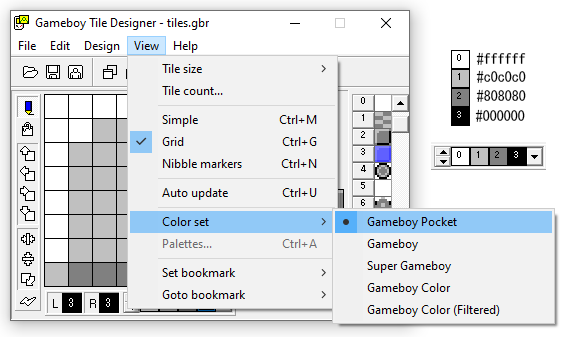 Gameboy Tile Designer - tiles.gbr
File Edit Design View Help
Tile size
Tile count...
Simple Ctrl+M
Grid Ctrl+G
Nibble markers Ctrl+N
Auto update Ctrl+U
Color set
Palettes... Ctrl+A
Set bookmark
Goto bookmark
Gameboy Pocket
Gameboy
Super Gameboy
Gameboy Color
Gameboy Color (Filtered)
L 3 R 3
0
1
2
3
4
5
6
0 #ffffff
1 #c0c0c0
2 #808080
3 #000000
0 1 2 3